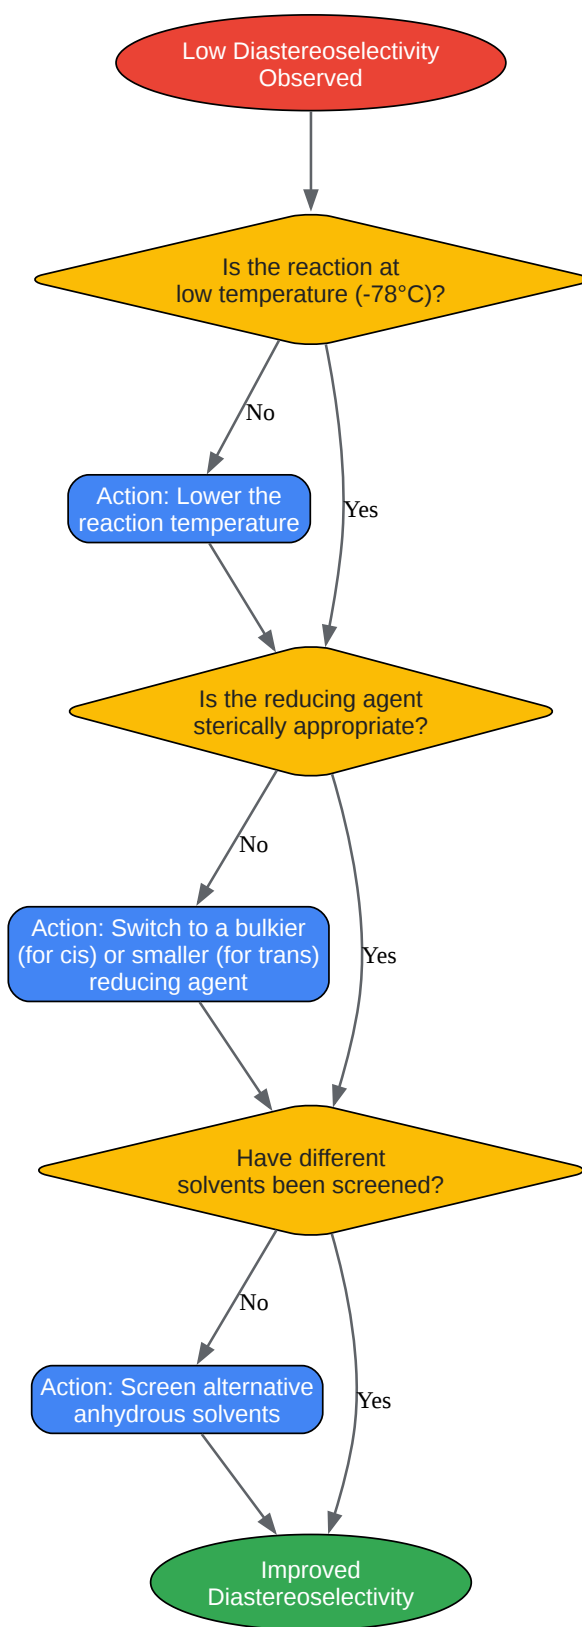 Low Diastereoselectivity
Observed
Is the reaction at
low temperature (-78°C)?
No
Yes
Action: Lower the
reaction temperature
Is the reducing agent
sterically appropriate?
No
Yes
Action: Switch to a bulkier
(for cis) or smaller (for trans)
reducing agent
Have different
solvents been screened?
No
Yes
Action: Screen alternative
anhydrous solvents
Improved
Diastereoselectivity